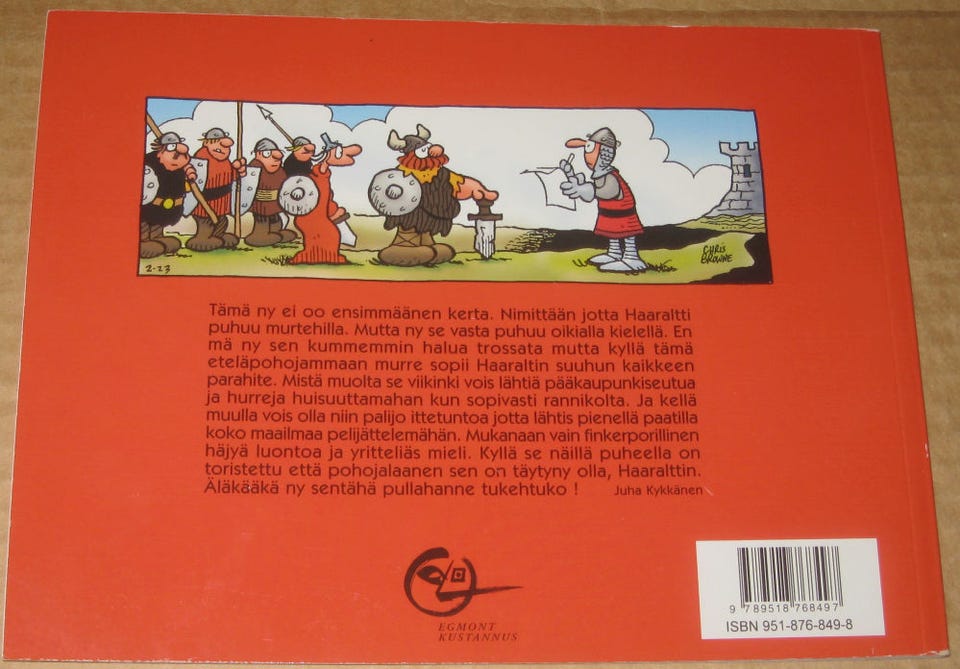 2-23
CHRIS
BROWNE
Tämä ny ei oo ensimmäänen kerta. Nimittään jotta Haaraltti
puhuu murtehilla. Mutta ny se vasta puhuu oikialla kielellä. En
mä ny sen kummemmin halua trossata mutta kyllä tämä
eteläpohojammaan murre sopii Haaraltin suuhun kaikkeen
parahite. Mistä muolta se viikinki vois lähtiä pääkaupunkiseutua
ja hurreja huisuuttamahan kun sopivasti rannikolta. Ja kellä
muulla vois olla niin palijo ittetuntoa jotta lähtis pienellä paatilla
koko maailmaa pelijättelemähän. Mukanaan vain finkerporillinen
häjyä luontoa ja yritteliäs mieli. Kyllä se näillä puheella on
toristettu että pohojalaanen sen on täytyny olla, Haaralttin.
Äläkääkä ny sentähä pullahanne tukehtuko ! Juha Kykkänen
EGMONT
KUSTANNUS
9 789518 768497
ISBN 951-876-849-8